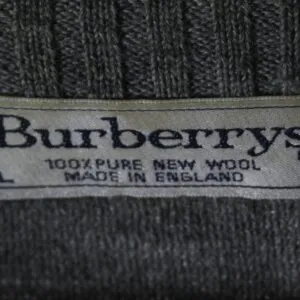 Burberrys
100% PURE NEW WOOL
L
MADE IN ENGLAND